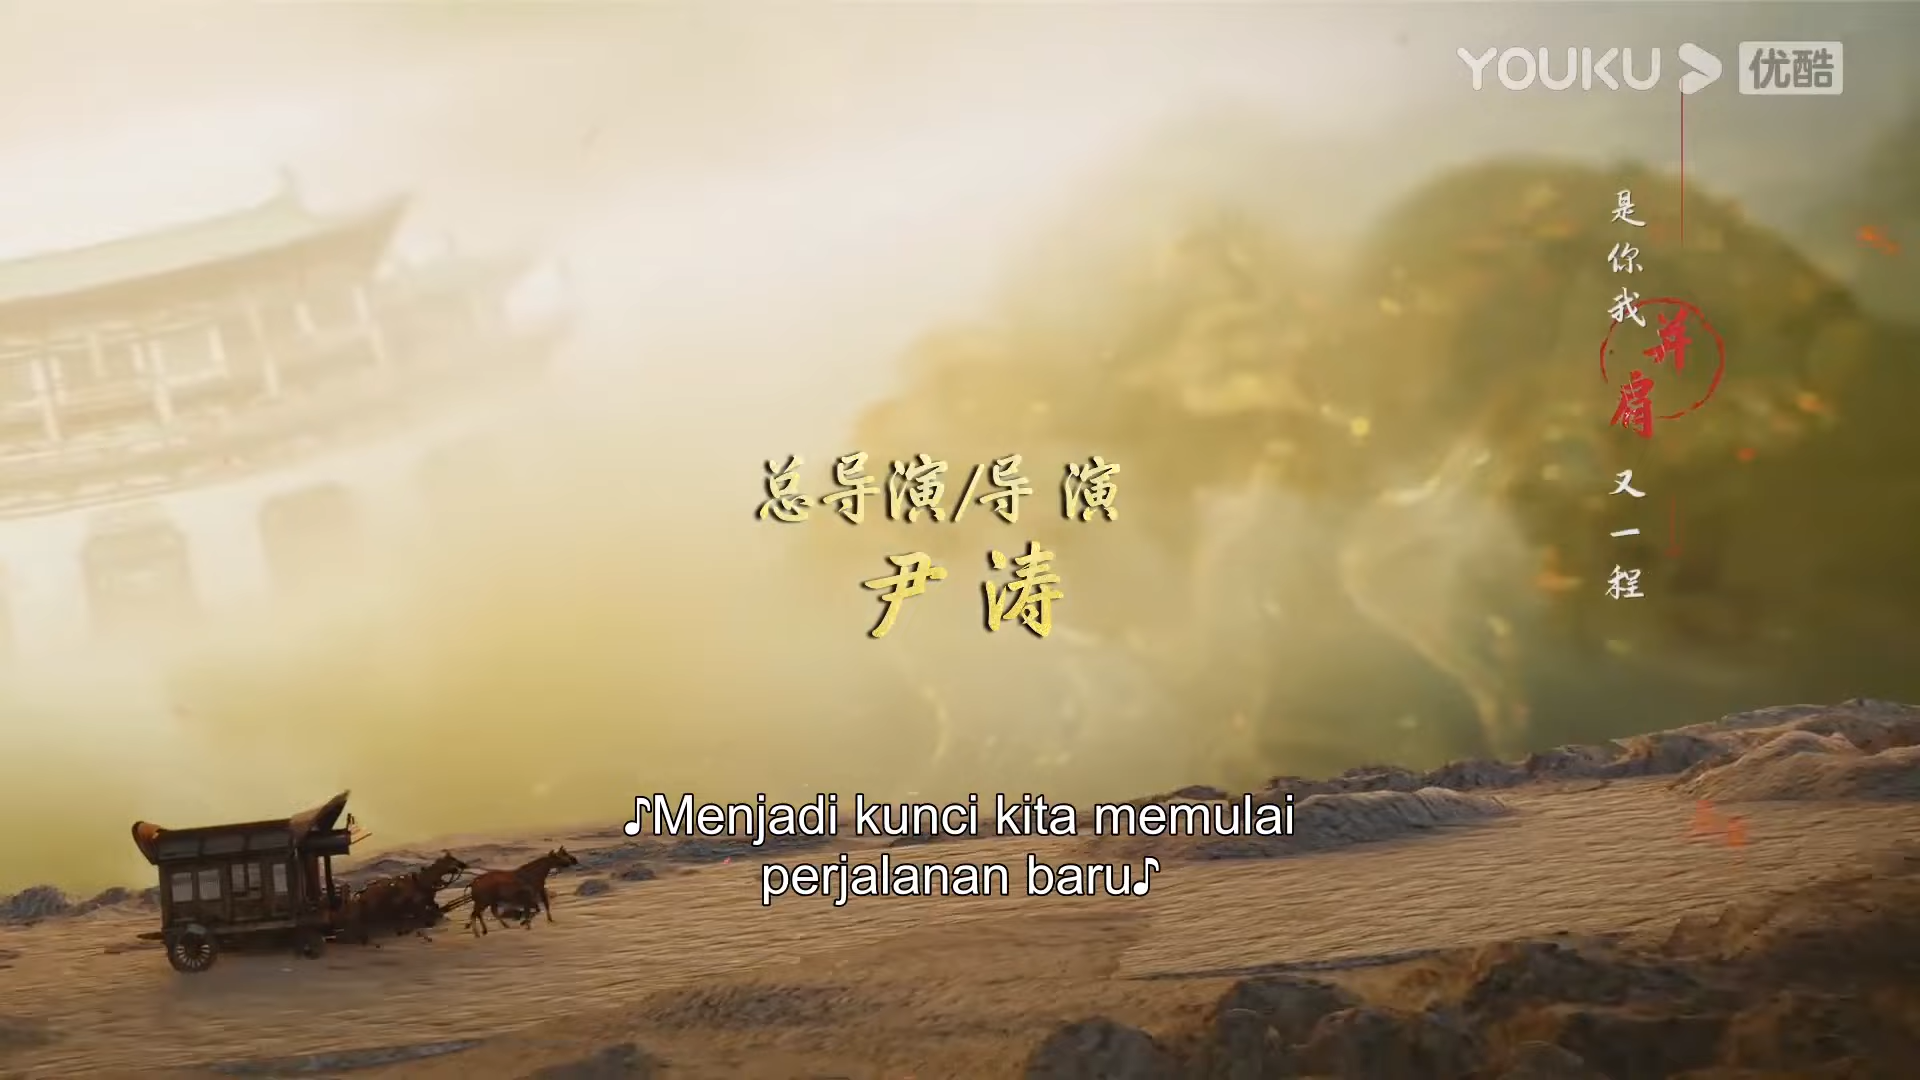 YOUKU 优酷
是你我并肩又一程
总导演/导 演
尹 涛
♪Menjadi kunci kita memulai
perjalanan baru♪